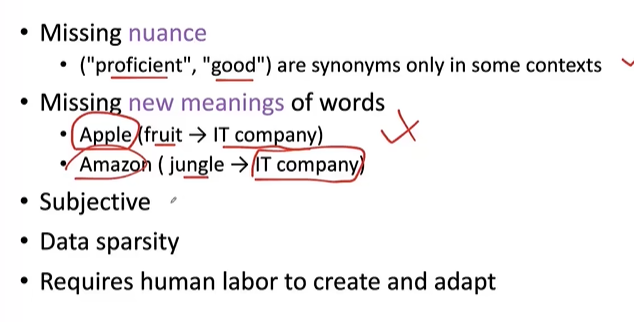 • Missing nuance
• ("proficient", "good") are synonyms only in some contexts
• Missing new meanings of words
• Apple (fruit → IT company)
• Amazon ( jungle → IT company)
• Subjective
• Data sparsity
• Requires human labor to create and adapt